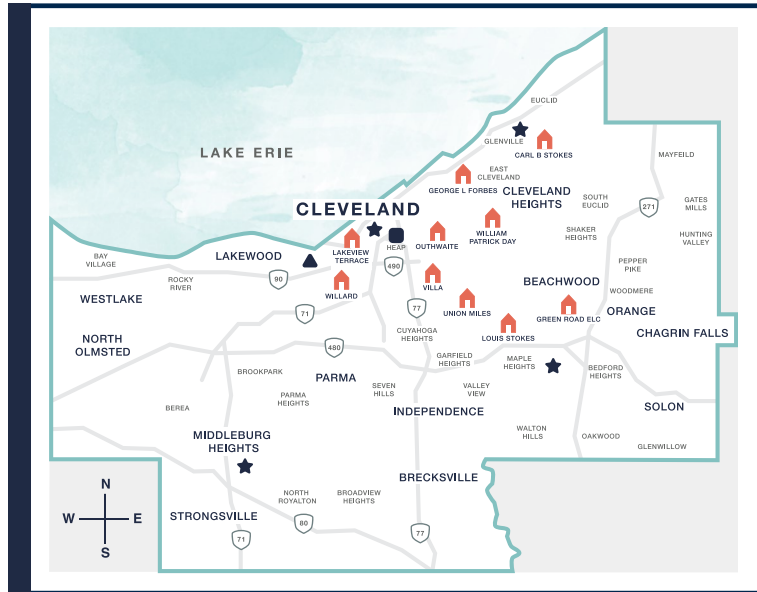 EUCLID
GLENVILLE
CARL B STOKES
LAKE ERIE
MAYFEILD
EAST
CLEVELAND
GEORGE L FORBES
CLEVELAND
HEIGHTS
SOUTH
EUCLID
271
GATES
MILLS
CLEVELAND
HEAP
LAKEVIEW
TERRACE
OUTHWAITE
WILLIAM
PATRICK DAY
SHAKER
HEIGHTS
HUNTING
VALLEY
BAY
VILLAGE
LAKEWOOD
490
PEPPER
PIKE
ROCKY
RIVER
90
WILLARD
VILLA
BEACHWOOD
WOODMERE
WESTLAKE
71
77
UNION MILES
GREEN ROAD ELC
ORANGE
LOUIS STOKES
CHAGRIN FALLS
NORTH
OLMSTED
480
CUYAHOGA
HEIGHTS
GARFIELD
HEIGHTS
MAPLE
HEIGHTS
BEDFORD
HEIGHTS
BROOKPARK
PARMA
PARMA
HEIGHTS
SEVEN
HILLS
VALLEY
VIEW
BEREA
INDEPENDENCE
SOLON
MIDDLEBURG
HEIGHTS
WALTON
HILLS
OAKWOOD
GLENWILLOW
BRECKSVILLE
NORTH
ROYALTON
BROADVIEW
HEIGHTS
STRONGSVILLE
80
71
77
N
W
E
S